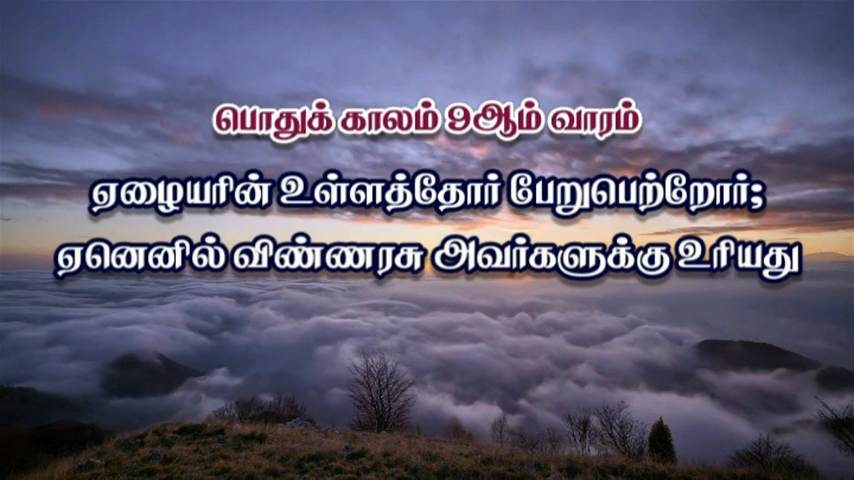 பொதுக் காலம் 9ஆம் வாரம்
ஏழையரின் உள்ளத்தோர் பேறுபெற்றோர்;
ஏனெனில் விண்ணரசு அவர்களுக்கு உரியது